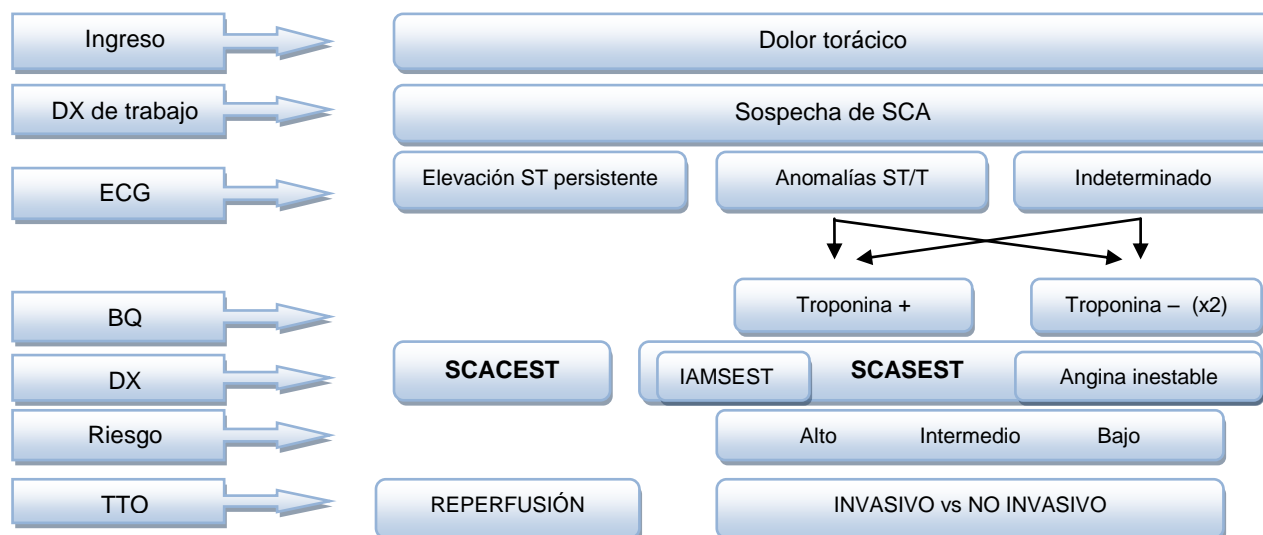 Ingreso
Dolor torácico
DX de trabajo
Sospecha de SCA
ECG
Elevación ST persistente
Anomalías ST/T
Indeterminado
BQ
Troponina +
Troponina – (x2)
DX
SCACEST
IAMSEST
SCASEST
Angina inestable
Riesgo
Alto Intermedio Bajo
TTO
REPERFUSIÓN
INVASIVO vs NO INVASIVO